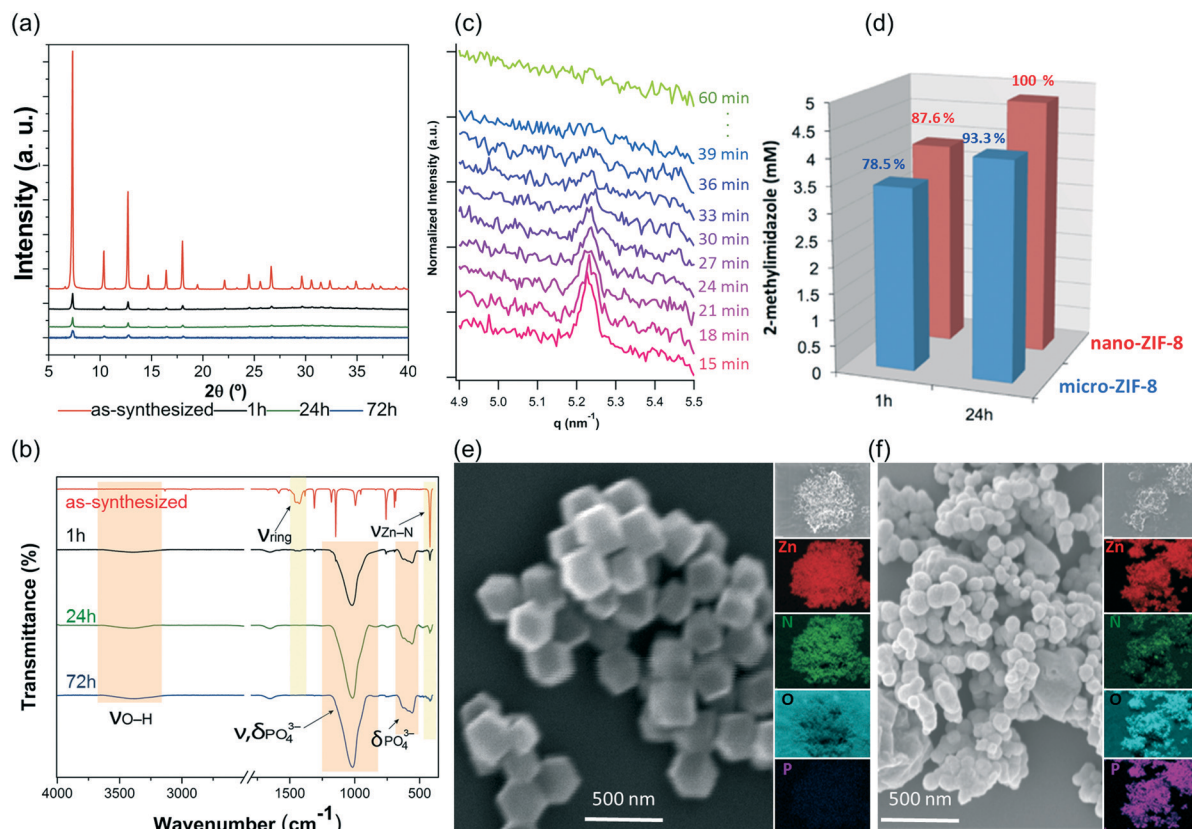 (a)
Intensity (a. u.)
5 10 15 20 25 30 35 40
2θ (º)
as-synthesized 1h 24h 72h
(c)
Normalized Intensity (a.u.)
60 min
39 min
36 min
33 min
30 min
27 min
24 min
21 min
18 min
15 min
4.9 5.0 5.1 5.2 5.3 5.4 5.5
q (nm⁻¹)
(d)
2-methylimidazole (mM)
5
4.5
4
3.5
3
2.5
2
1.5
1
0.5
0
78.5 %
87.6 %
93.3 %
100 %
1h
24h
nano-ZIF-8
micro-ZIF-8
(b)
Transmittance (%)
as-synthesized
1h
24h
72h
νring
νZn–N
νO–H
ν,δPO₄³⁻
δPO₄³⁻
4000 3500 3000 1500 1000 500
Wavenumber (cm⁻¹)
(e)
500 nm
Zn
N
O
P
(f)
500 nm
Zn
N
O
P